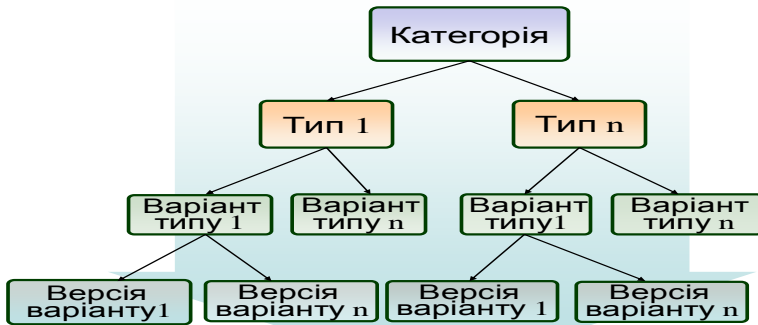 Категорія
Тип 1
Тип n
Варіант
типу 1
Варіант
типу n
Варіант
типу1
Варіант
типу n
Версія
варіанту1
Версія
варіанту n
Версія
варіанту 1
Версія
варіанту n